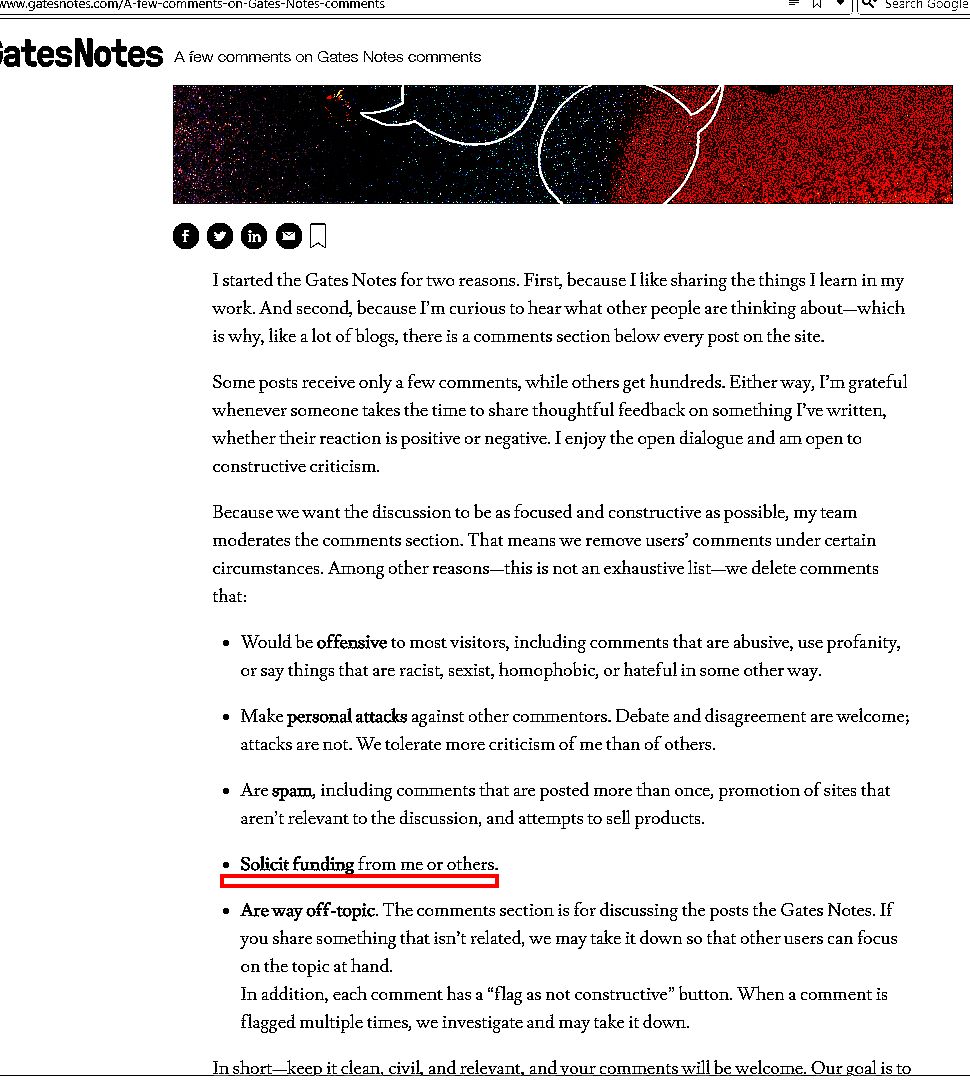 www.gatesnotes.com/A-few-comments-on-Gates-Notes-comments
Search Google
GatesNotes A few comments on Gates Notes comments
I started the Gates Notes for two reasons. First, because I like sharing the things I learn in my
work. And second, because I'm curious to hear what other people are thinking about—which
is why, like a lot of blogs, there is a comments section below every post on the site.
Some posts receive only a few comments, while others get hundreds. Either way, I'm grateful
whenever someone takes the time to share thoughtful feedback on something I've written,
whether their reaction is positive or negative. I enjoy the open dialogue and am open to
constructive criticism.
Because we want the discussion to be as focused and constructive as possible, my team
moderates the comments section. That means we remove users' comments under certain
circumstances. Among other reasons—this is not an exhaustive list—we delete comments
that:
• Would be offensive to most visitors, including comments that are abusive, use profanity,
or say things that are racist, sexist, homophobic, or hateful in some other way.
• Make personal attacks against other commentors. Debate and disagreement are welcome;
attacks are not. We tolerate more criticism of me than of others.
• Are spam, including comments that are posted more than once, promotion of sites that
aren't relevant to the discussion, and attempts to sell products.
• Solicit funding from me or others.
• Are way off-topic. The comments section is for discussing the posts the Gates Notes. If
you share something that isn't related, we may take it down so that other users can focus
on the topic at hand.
In addition, each comment has a “flag as not constructive” button. When a comment is
flagged multiple times, we investigate and may take it down.
In short—keep it clean, civil, and relevant, and your comments will be welcome. Our goal is to